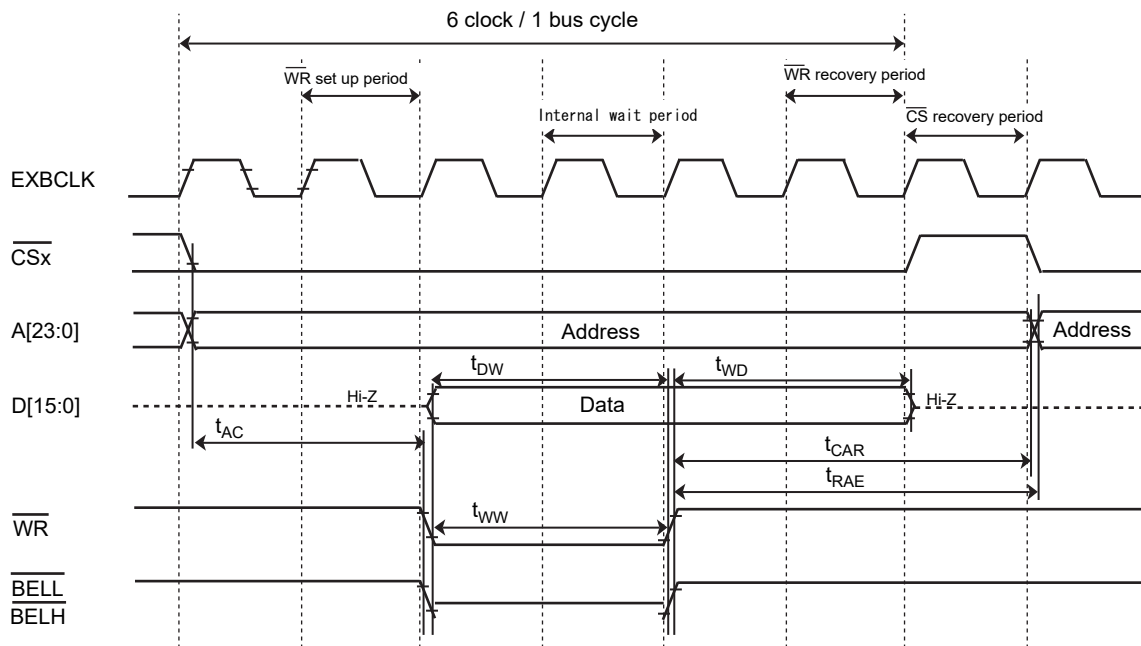 6 clock / 1 bus cycle
WR set up period
WR recovery period
Internal wait period
CS recovery period
EXBCLK
CSx
A[23:0]
Address
Address
tDW
tWD
D[15:0]
Hi-Z
Data
Hi-Z
tAC
tCAR
tRAE
WR
tWW
BELL
BELH